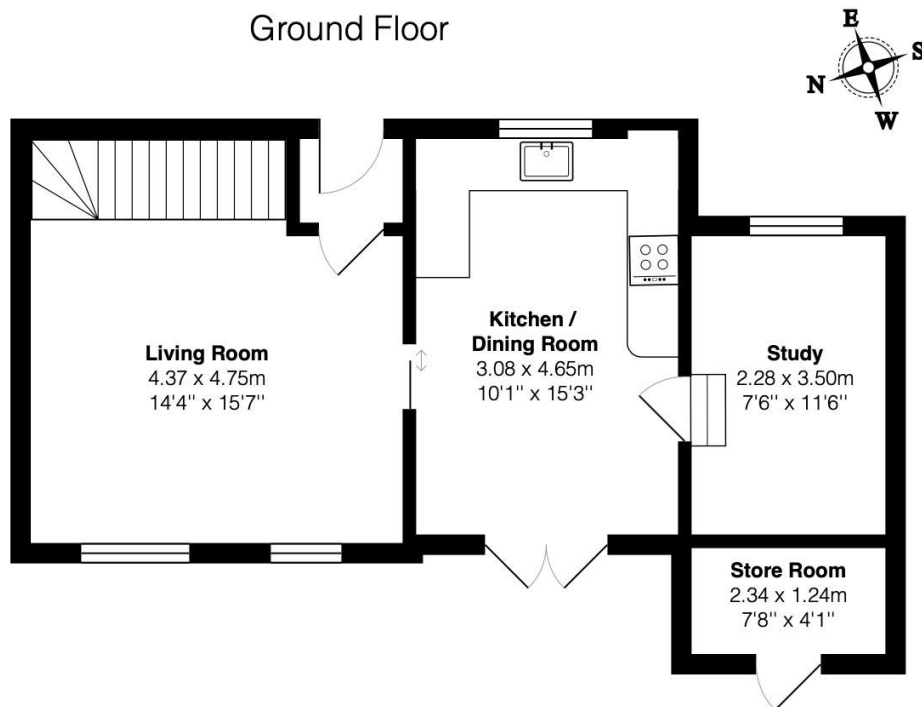 Ground Floor
E
S
N
W
Living Room
4.37 x 4.75m
14'4" x 15'7"
Kitchen /
Dining Room
3.08 x 4.65m
10'1" x 15'3"
Study
2.28 x 3.50m
7'6" x 11'6"
Store Room
2.34 x 1.24m
7'8" x 4'1"